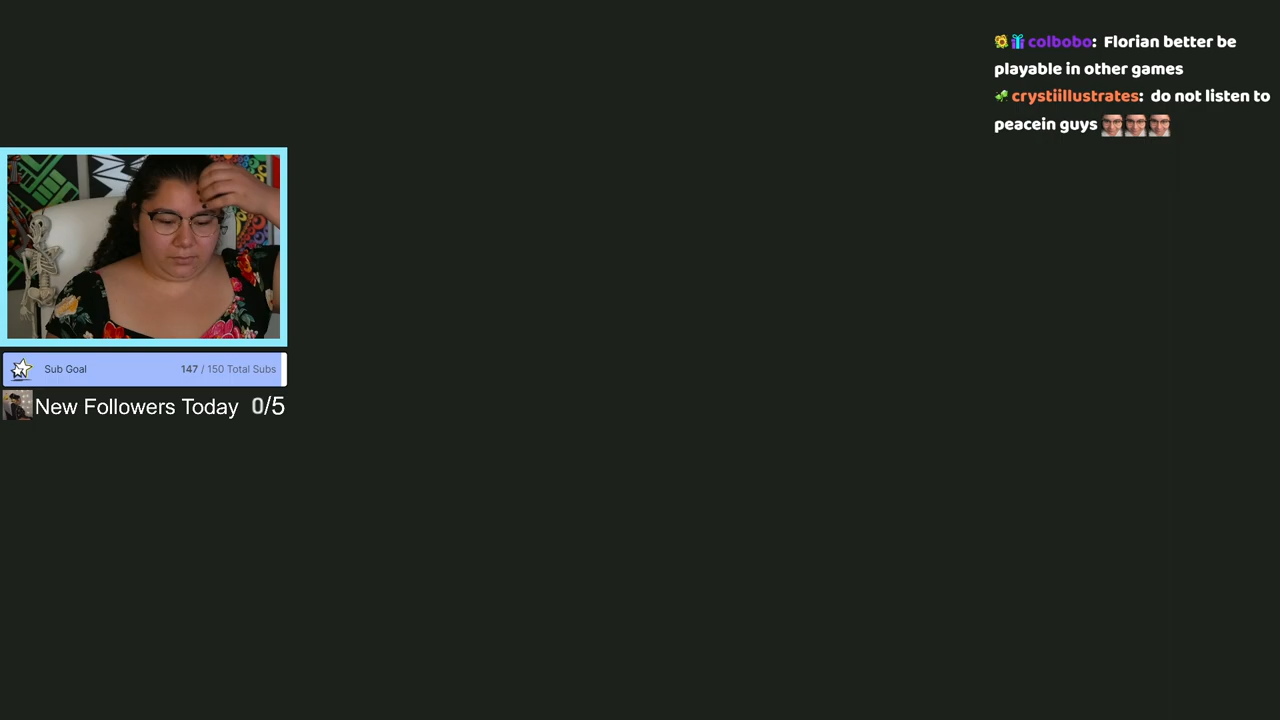 colbobo: Florian better be
playable in other games
crystiillustrates: do not listen to
peacein guys
Sub Goal 147 / 150 Total Subs
New Followers Today 0/5